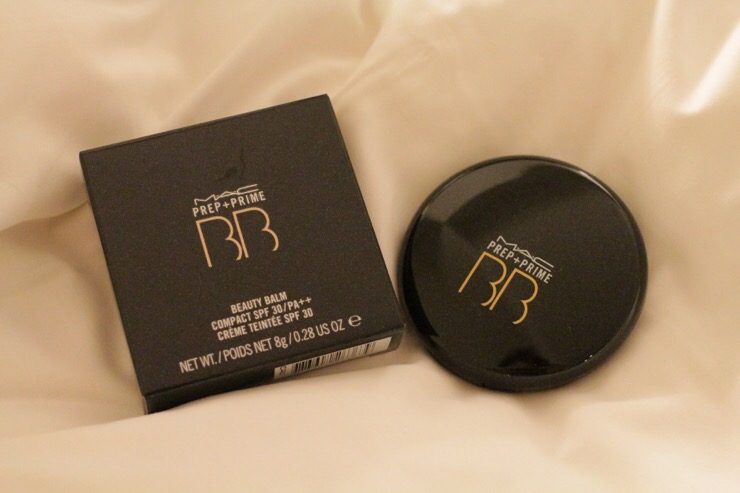 MAC
PREP+PRIME
BB
BEAUTY BALM
COMPACT SPF 30/PA++
CRÈME TEINTÉE SPF 30
NET WT./POIDS NET 8g/0.28 US OZ ℮
MAC
PREP+PRIME
BB